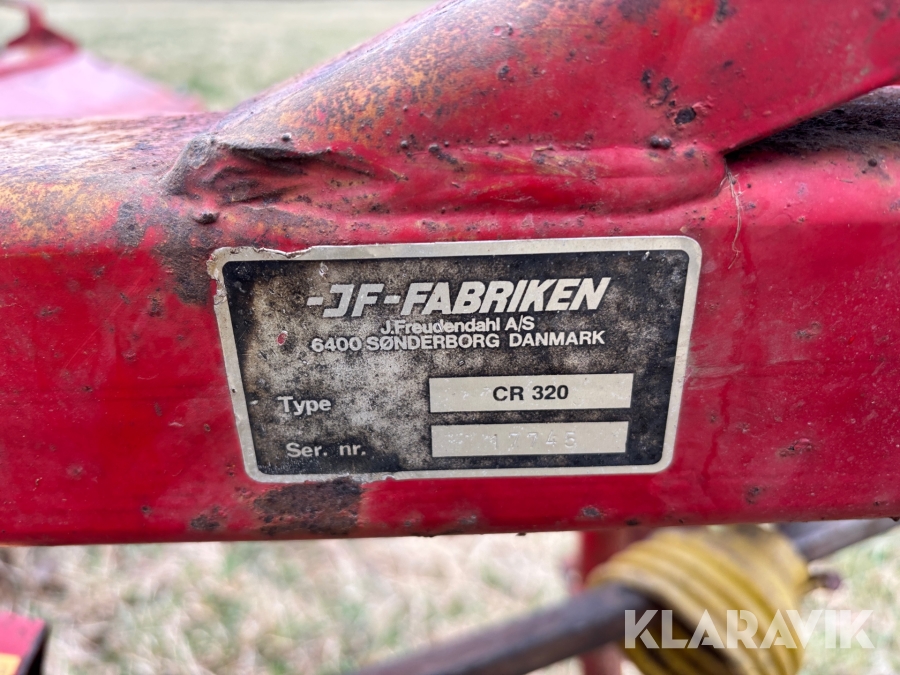 -JF-FABRIKEN
J.Freudendahl A/S
6400 SØNDERBORG DANMARK
Type CR 320
Ser. nr.
KLARAVIK